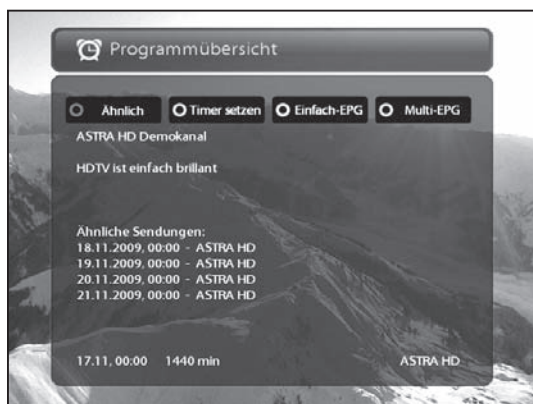 Programmübersicht
Ähnlich Timer setzen Einfach-EPG Multi-EPG
ASTRA HD Demokanal
HDTV ist einfach brillant
Ähnliche Sendungen:
18.11.2009, 00:00 - ASTRA HD
19.11.2009, 00:00 - ASTRA HD
20.11.2009, 00:00 - ASTRA HD
21.11.2009, 00:00 - ASTRA HD
17.11, 00:00 1440 min ASTRA HD